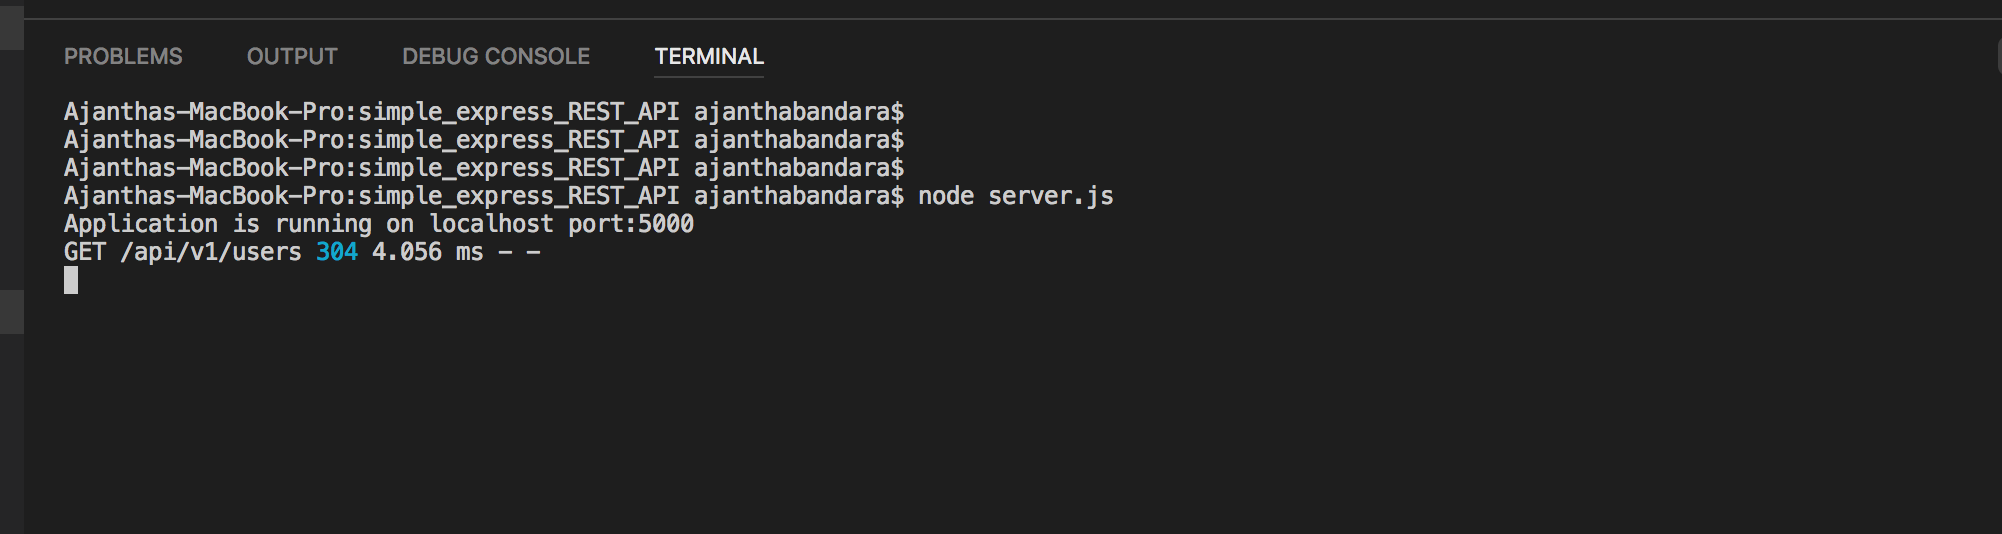 PROBLEMS OUTPUT DEBUG CONSOLE TERMINAL
Ajanthas-MacBook-Pro:simple_express_REST_API ajanthabandara$
Ajanthas-MacBook-Pro:simple_express_REST_API ajanthabandara$
Ajanthas-MacBook-Pro:simple_express_REST_API ajanthabandara$
Ajanthas-MacBook-Pro:simple_express_REST_API ajanthabandara$ node server.js
Application is running on localhost port:5000
GET /api/v1/users 304 4.056 ms - -